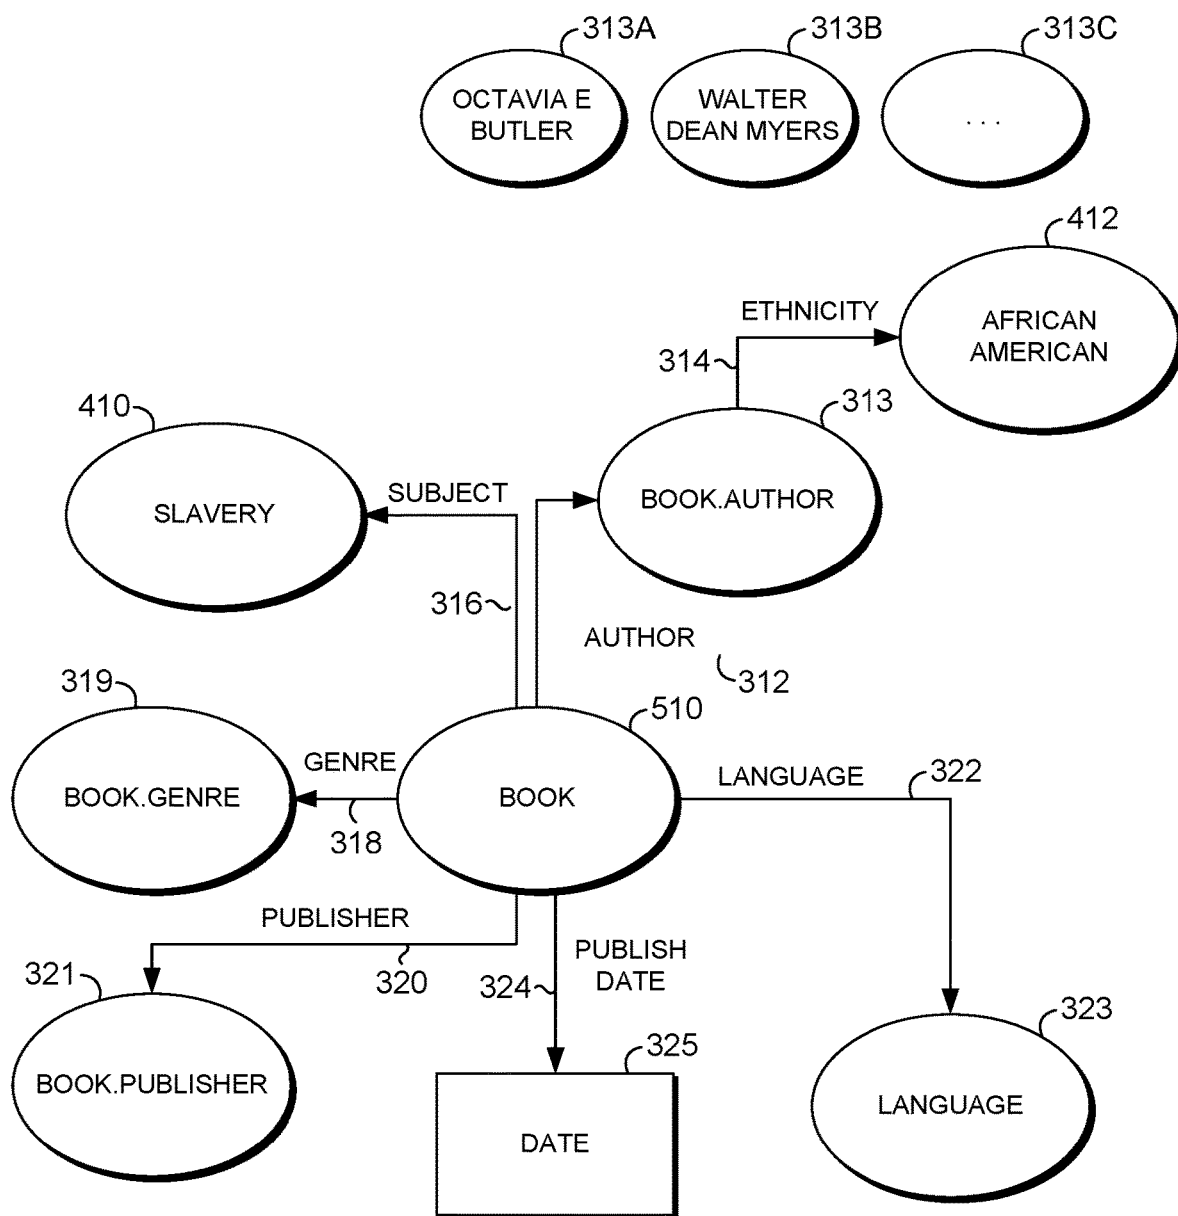 313A
313B
313C
OCTAVIA E
BUTLER
WALTER
DEAN MYERS
. . .
412
ETHNICITY
AFRICAN
AMERICAN
314
410
313
SUBJECT
SLAVERY
BOOK.AUTHOR
316
AUTHOR
312
319
510
GENRE
LANGUAGE
322
BOOK.GENRE
BOOK
318
PUBLISHER
PUBLISH
DATE
321
320
324
323
325
BOOK.PUBLISHER
DATE
LANGUAGE